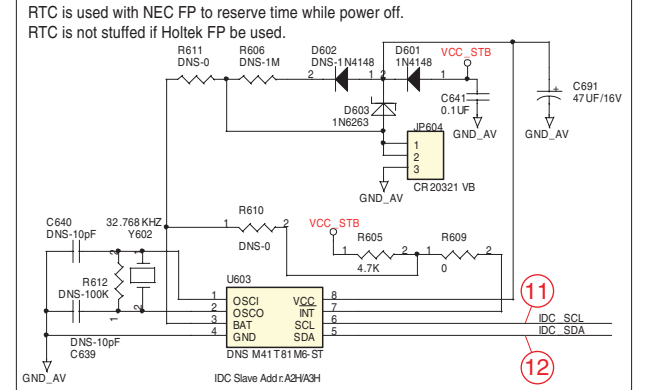 RTC is used with NEC FP to reserve time while power off.
RTC is not stuffed if Holtek FP be used.
R611
DNS-0
R606
DNS-1M
D602
DNS-1N4148
D601
1N4148
VCC_STB
2 1 2 1
C641
0.1UF
GND_AV
C691
47UF/16V
+
GND_AV
D603
1N6263
JP604
1
2
3
CR20321 VB
GND_AV
C640
DNS-10pF
32.768 KHZ
Y602
R610
1 2
DNS-0
VCC_STB
R605
1 2
4.7K
R609
1 2
0
R612
DNS-100K
2
1
1
2
U603
1 OSCI VCC 8
2 OSCO INT 7
3 BAT SCL 6
4 GND SDA 5
DNS M41T81M6-ST
IDC Slave Addr:A2H/A3H
DNS-10pF
C639
GND_AV
11
IDC_SCL
IDC_SDA
12